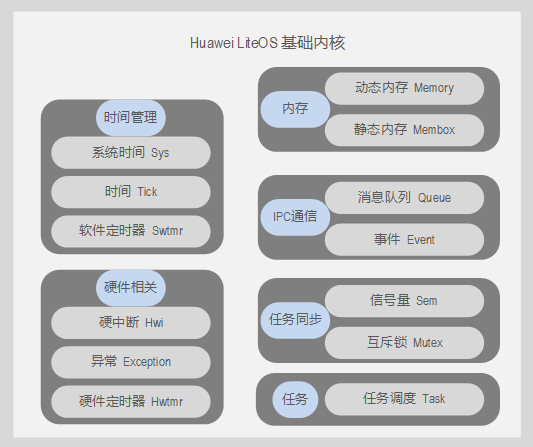 Huawei LiteOS 基础内核
时间管理
系统时间 Sys
时间 Tick
软件定时器 Swtmr
硬件相关
硬中断 Hwi
异常 Exception
硬件定时器 Hwtmr
内存
动态内存 Memory
静态内存 Membox
IPC通信
消息队列 Queue
事件 Event
任务同步
信号量 Sem
互斥锁 Mutex
任务
任务调度 Task